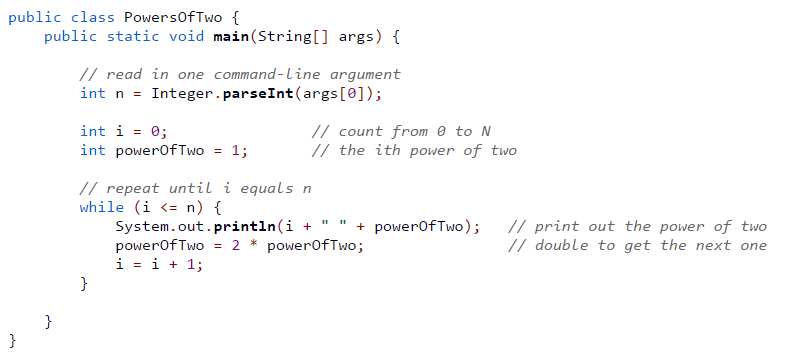 public class PowersOfTwo {
    public static void main(String[] args) {
        // read in one command-line argument
        int n = Integer.parseInt(args[0]);
        int i = 0;                // count from 0 to N
        int powerOfTwo = 1;       // the ith power of two
        // repeat until i equals n
        while (i <= n) {
            System.out.println(i + " " + powerOfTwo);   // print out the power of two
            powerOfTwo = 2 * powerOfTwo;                // double to get the next one
            i = i + 1;
        }
    }
}